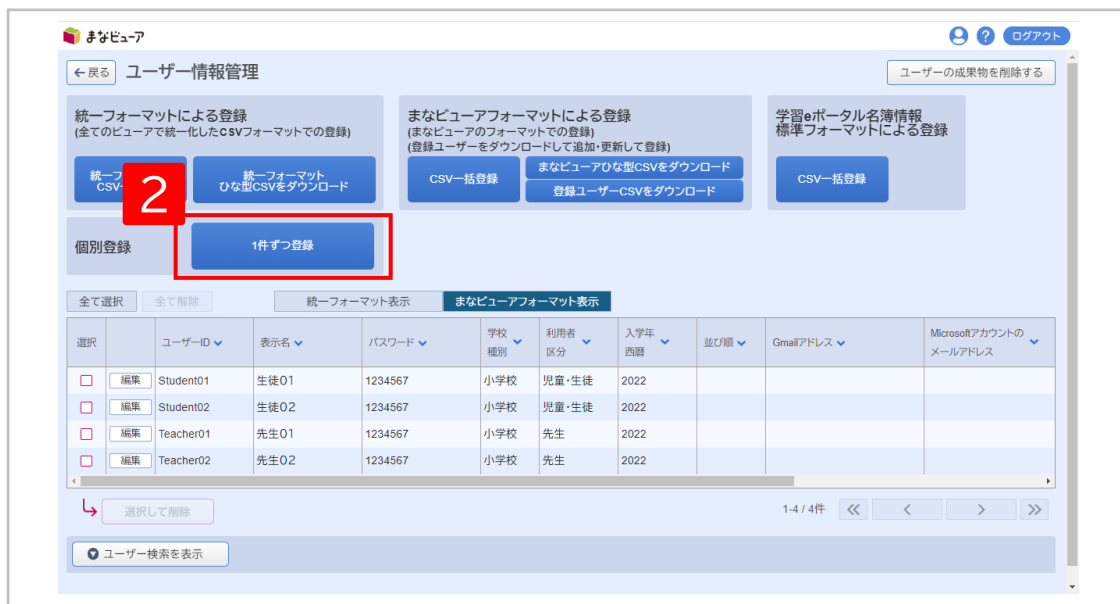 まなビューア
? ログアウト
←戻る ユーザー情報管理
ユーザーの成果物を削除する
統一フォーマットによる登録
(全てのビューアで統一化したCSVフォーマットでの登録)
統一フォーマット
ひな型CSVをダウンロード
まなビューアフォーマットによる登録
(まなビューアのフォーマットでの登録)
(登録ユーザーをダウンロードして追加・更新して登録)
CSV一括登録
まなビューアひな型CSVをダウンロード
登録ユーザーCSVをダウンロード
学習eポータル名簿情報
標準フォーマットによる登録
CSV一括登録
2
個別登録
1件ずつ登録
全て選択 全て解除 統一フォーマット表示 まなビューアフォーマット表示
選択 ユーザーID 表示名 パスワード 学校種別 利用者区分 入学年西暦 並び順 Gmailアドレス Microsoftアカウントのメールアドレス
編集 Student01 生徒01 1234567 小学校 児童・生徒 2022
編集 Student02 生徒02 1234567 小学校 児童・生徒 2022
編集 Teacher01 先生01 1234567 小学校 先生 2022
編集 Teacher02 先生02 1234567 小学校 先生 2022
選択して削除
1-4 / 4件
ユーザー検索を表示